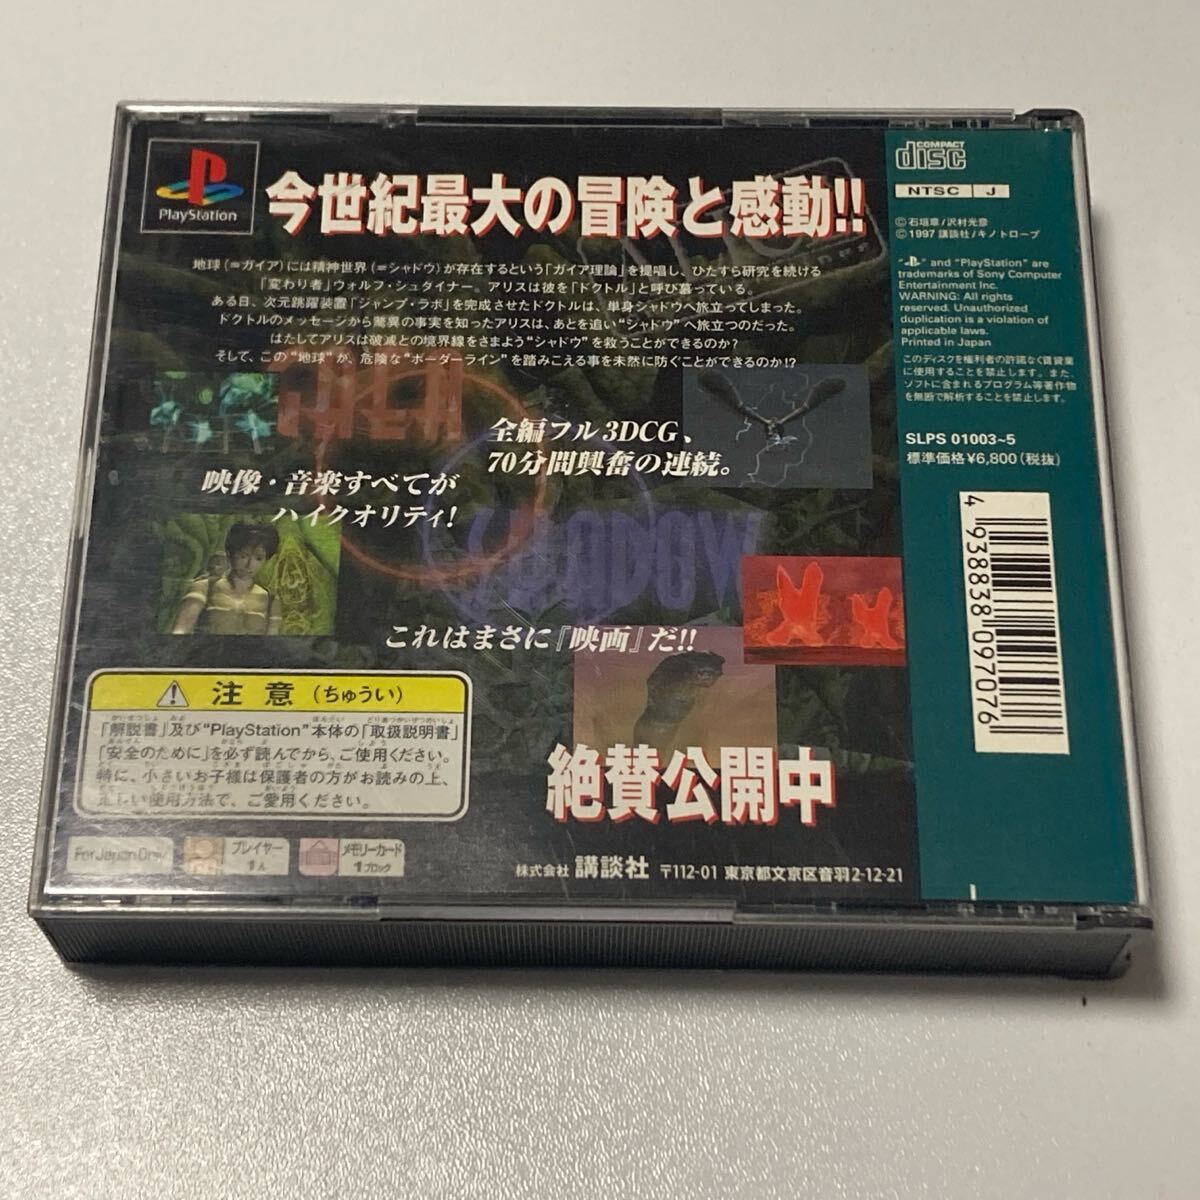 PlayStation
今世紀最大の冒険と感動!!
地球(=ガイア)には精神世界(=シャドウ)が存在するという「ガイア理論」を提唱し、ひたすら研究を続ける
「変わり者」ウォルフ・シュタイナー。アリスは彼を「ドクトル」と呼び慕っている。
ある日、次元跳躍装置「ジャンプ・ラボ」を完成させたドクトルは、単身シャドウへ旅立ってしまった。
ドクトルのメッセージから驚異の事実を知ったアリスは、あとを追い“シャドウ”へ旅立つのだった。
はたしてアリスは破滅との境界線をさまよう“シャドウ”を救うことができるのか?
そして、この“地球”が、危険な“ボーダーライン”を踏みこえる事を未然に防ぐことができるのか!?
全編フル3DCG、
70分間興奮の連続。
映像・音楽すべてが
ハイクオリティ!
SHADOW
これはまさに『映画』だ!!
絶賛公開中
注意(ちゅうい)
「解説書」及び“PlayStation”本体の「取扱説明書」
「安全のために」を必ず読んでから、ご使用ください。
特に、小さいお子様は保護者の方がお読みの上、
正しい使用方法で、ご愛用ください。
For Japan Only
プレイヤー
1人
メモリーカード
1ブロック
株式会社 講談社 〒112-01 東京都文京区音羽2-12-21
COMPACT
disc
NTSC J
©石垣章/沢村光彦
©1997 講談社/キノトロープ
"PS" and "PlayStation" are
trademarks of Sony Computer
Entertainment Inc.
WARNING: All rights
reserved. Unauthorized
duplication is a violation of
applicable laws.
Printed in Japan
このディスクを権利者の許諾なく賃貸業
に使用することを禁止します。また、
ソフトに含まれるプログラム等著作物
を無断で解析することを禁止します。
SLPS 01003~5
標準価格¥6,800(税抜)
4938838097076